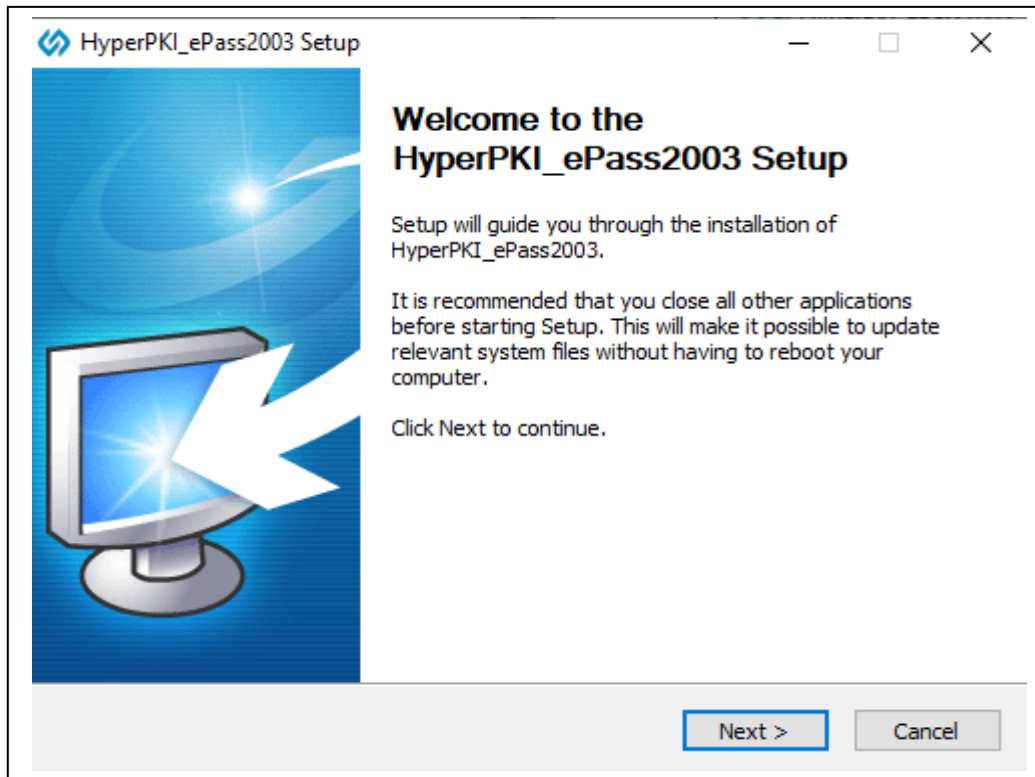 HyperPKI_ePass2003 Setup
Welcome to the
HyperPKI_ePass2003 Setup
Setup will guide you through the installation of
HyperPKI_ePass2003.
It is recommended that you close all other applications
before starting Setup. This will make it possible to update
relevant system files without having to reboot your
computer.
Click Next to continue.
Next >
Cancel